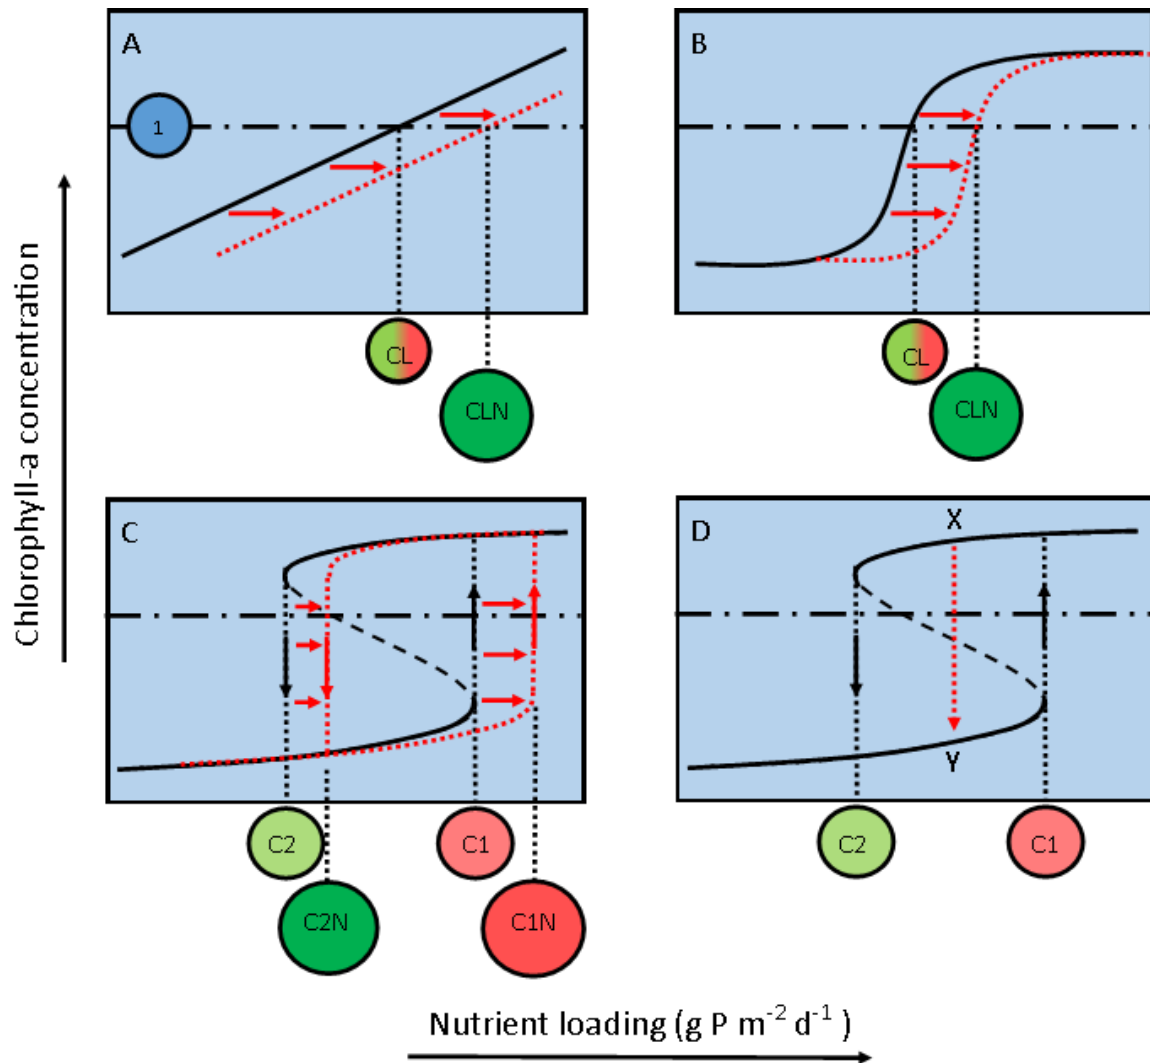 A
B
1
CL
CL
CLN
CLN
Chlorophyll-a concentration
C
D
X
Y
C2
C1
C2
C1
C2N
C1N
Nutrient loading (g P m⁻² d⁻¹ )